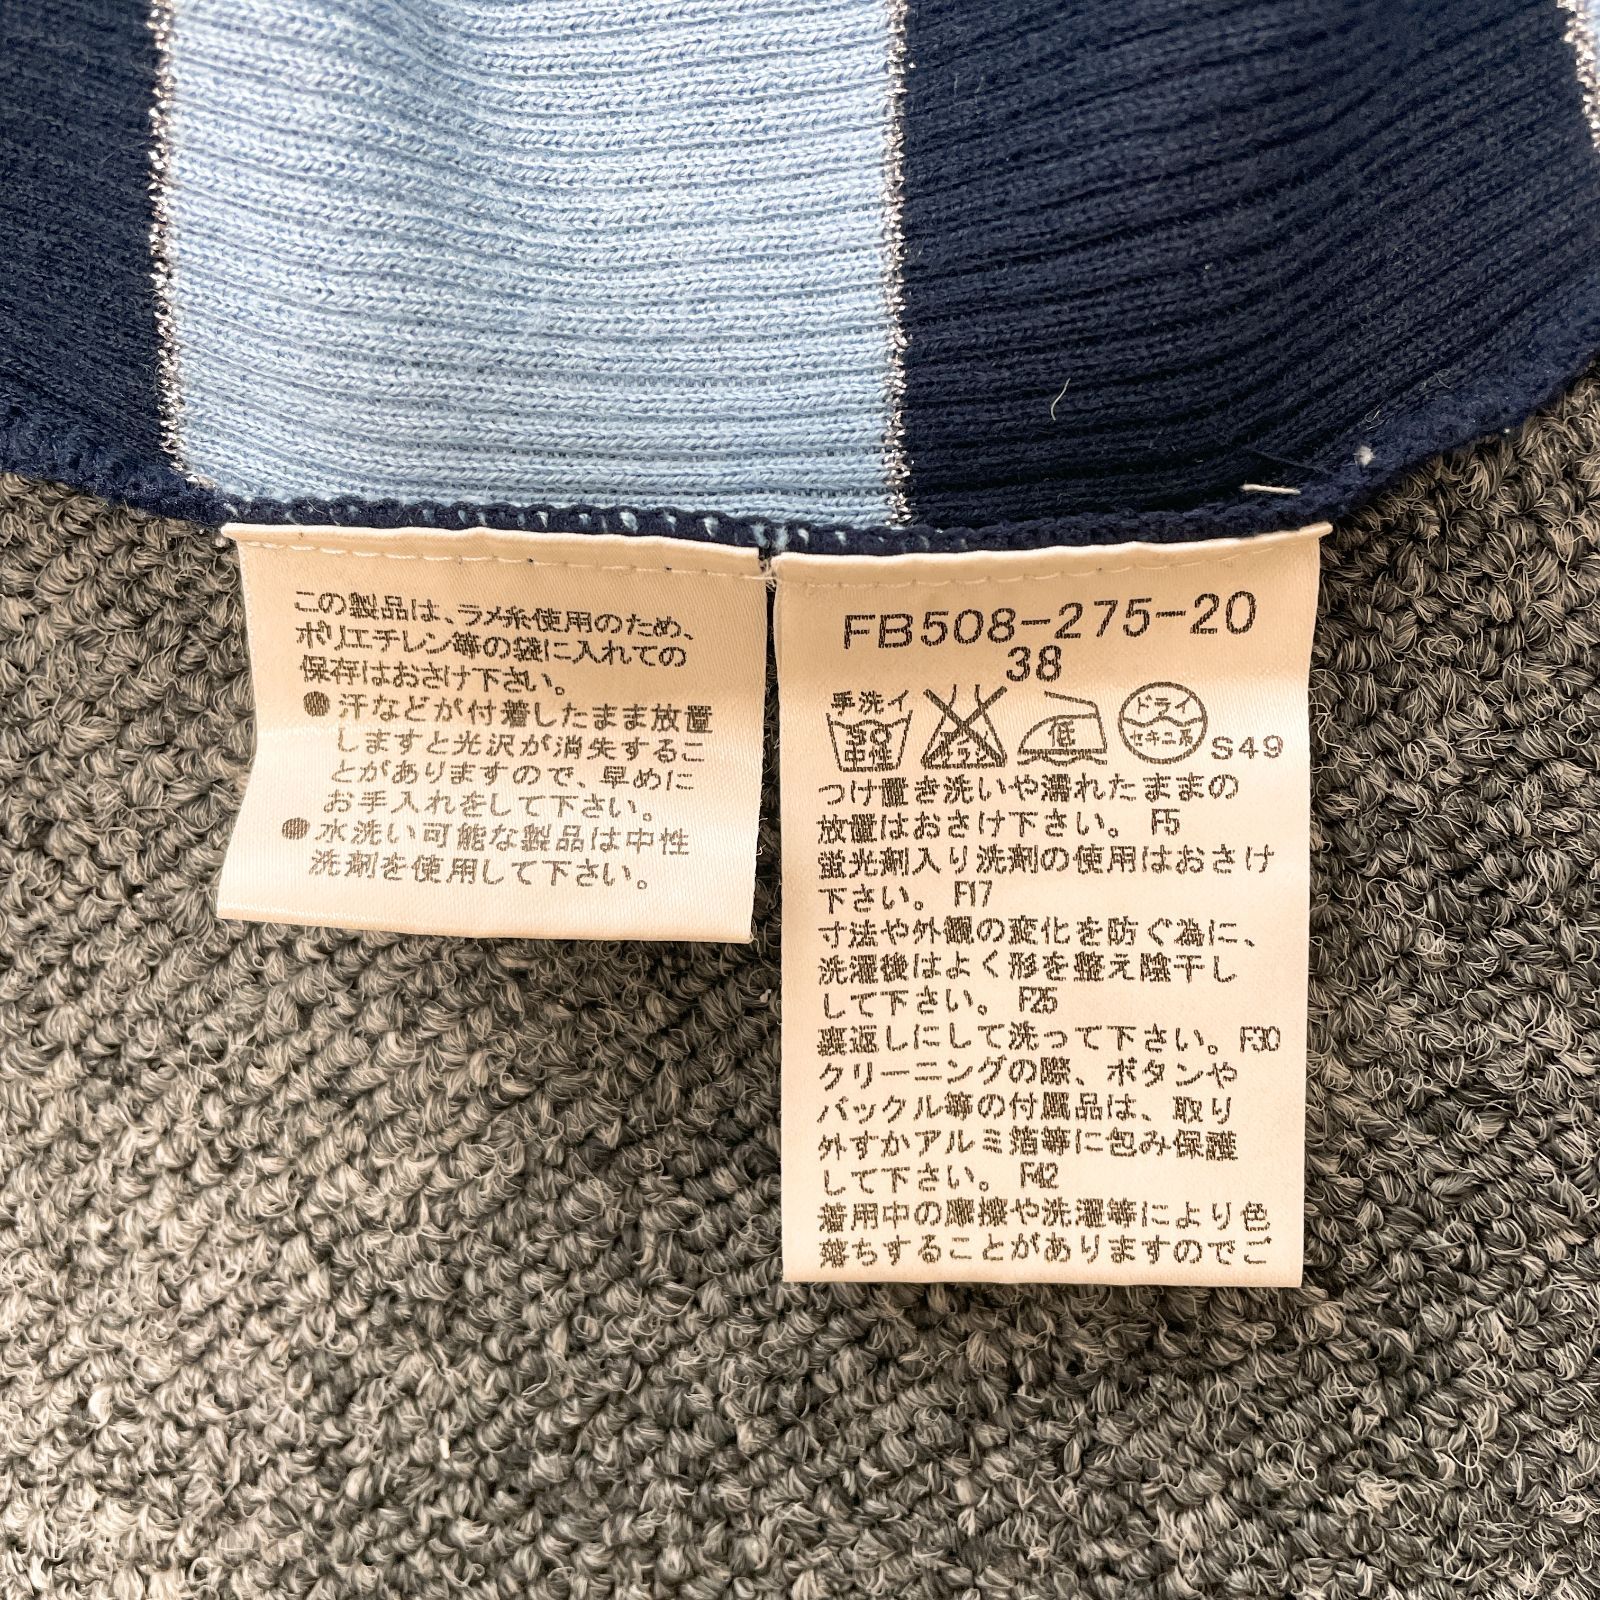 この製品は、ラメ糸使用のため、
ポリエチレン等の袋に入れての
保存はおさけ下さい。
●汗などが付着したまま放置
しますと光沢が消失するこ
とがありますので、早めに
お手入れをして下さい。
●水洗い可能な製品は中性
洗剤を使用して下さい。
FB508-275-20
38
手洗イ
30
中性
エンソ
サラシ
低
ドライ
セキユ系
S49
つけ置き洗いや濡れたままの
放置はおさけ下さい。 F5
蛍光剤入り洗剤の使用はおさけ
下さい。 F17
寸法や外観の変化を防ぐ為に、
洗濯後はよく形を整え陰干し
して下さい。 F25
裏返しにして洗って下さい。F30
クリーニングの際、ボタンや
バックル等の付属品は、取り
外すかアルミ箔等に包み保護
して下さい。 F42
着用中の摩擦や洗濯等により色
落ちすることがありますのでご